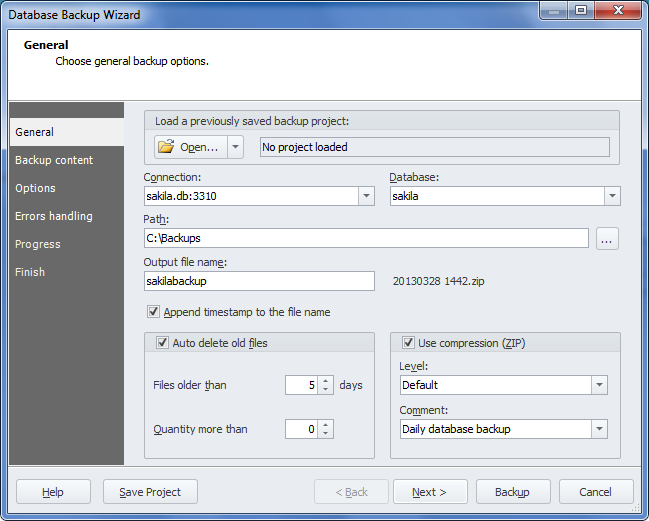 Database Backup Wizard
General
Choose general backup options.
General
Backup content
Options
Errors handling
Progress
Finish
Load a previously saved backup project:
Open...
No project loaded
Connection:
Database:
sakila.db:3310
sakila
Path:
C:\Backups
...
Output file name:
sakilabackup
20130328 1442.zip
Append timestamp to the file name
Auto delete old files
Files older than 5 days
Quantity more than 0
Use compression (ZIP)
Level:
Default
Comment:
Daily database backup
Help
Save Project
< Back
Next >
Backup
Cancel